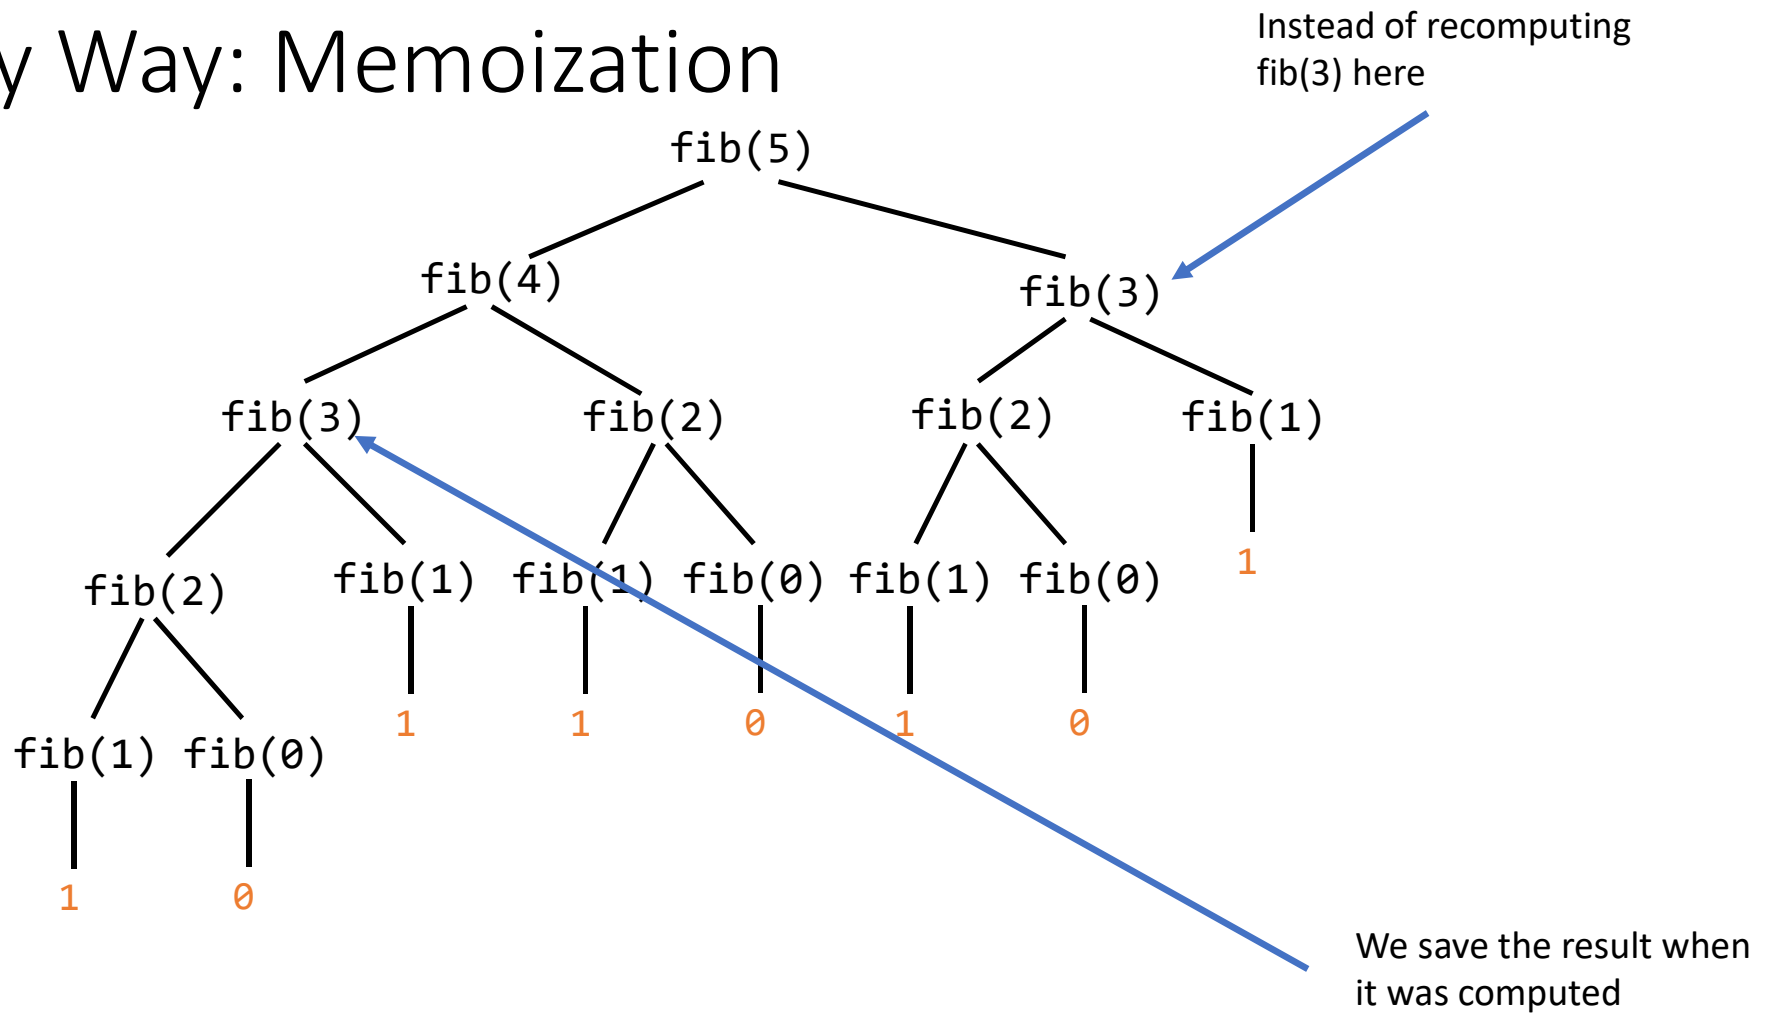 y Way: Memoization
Instead of recomputing
fib(3) here
fib(5)
fib(4)
fib(3)
fib(3)
fib(2)
fib(2)
fib(1)
fib(2)
fib(1)
fib(1)
fib(0)
fib(1)
fib(0)
1
fib(1)
fib(0)
1
1
0
1
0
1
0
We save the result when
it was computed